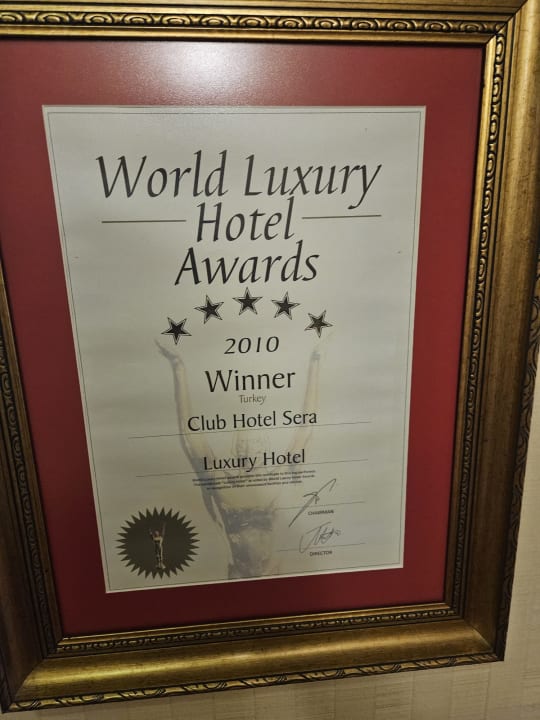 World Luxury
Hotel
Awards
2010
Winner
Turkey
Club Hotel Sera
Luxury Hotel
CHAIRMAN
DIRECTOR